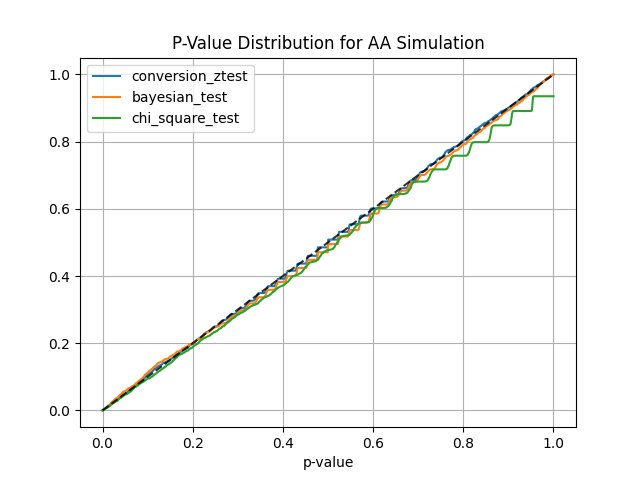 P-Value Distribution for AA Simulation
conversion_ztest
bayesian_test
chi_square_test
1.0
0.8
0.6
0.4
0.2
0.0
0.0 0.2 0.4 0.6 0.8 1.0
p-value